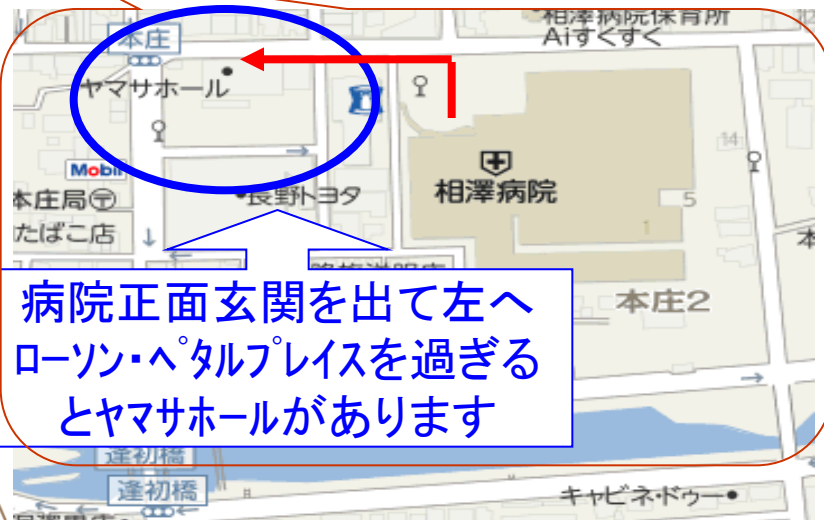 相澤病院保育所
Aiすくすく
本庄
ヤマサホール
Mobil
本庄局〒
たばこ店
長野トヨタ
相澤病院
14
5
1
本庄2
病院正面玄関を出て左へ
ローソン・ペタルプレイスを過ぎる
とヤマサホールがあります
逢初橋
逢初橋
キャビネ・ドゥー